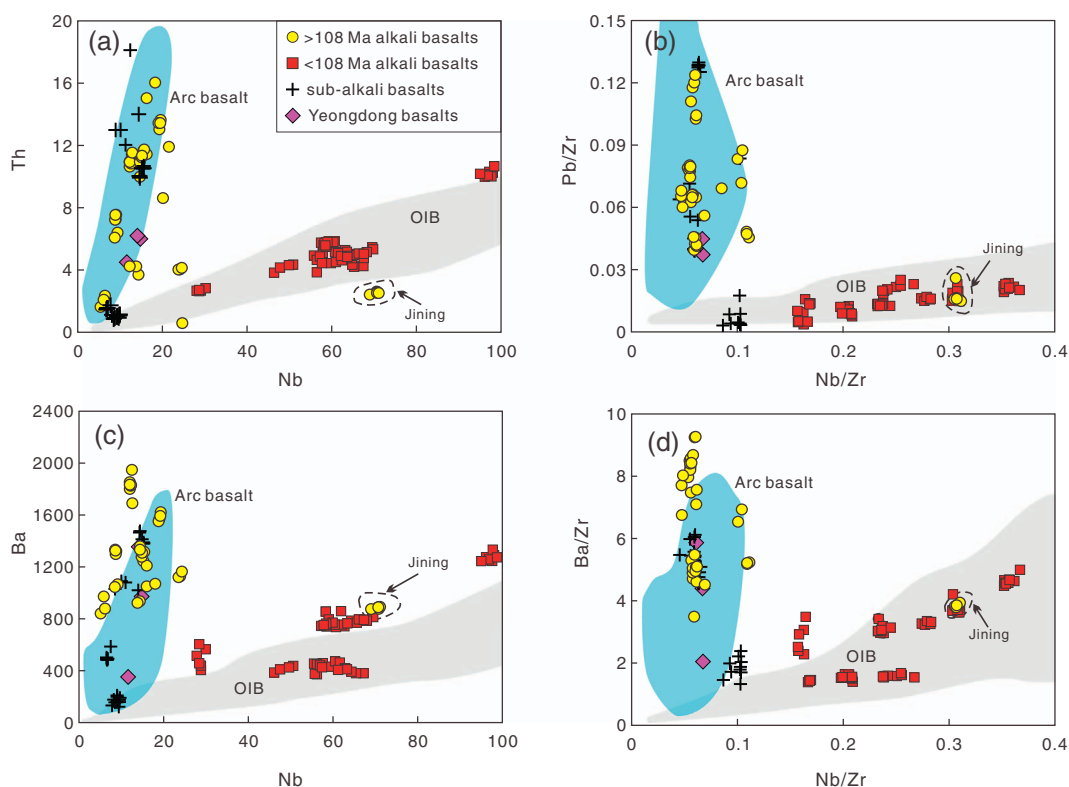 (a)
20
16
12
8
4
0
Th
0
20
40
60
80
100
Nb
Arc basalt
OIB
Jining
>108 Ma alkali basalts
<108 Ma alkali basalts
sub-alkali basalts
Yeongdong basalts
(b)
0.15
0.12
0.09
0.06
0.03
0
Pb/Zr
0
0.1
0.2
0.3
0.4
Nb/Zr
Arc basalt
OIB
Jining
(c)
2400
2000
1600
1200
800
400
0
Ba
0
20
40
60
80
100
Nb
Arc basalt
OIB
Jining
(d)
10
8
6
4
2
0
Ba/Zr
0
0.1
0.2
0.3
0.4
Nb/Zr
Arc basalt
OIB
Jining